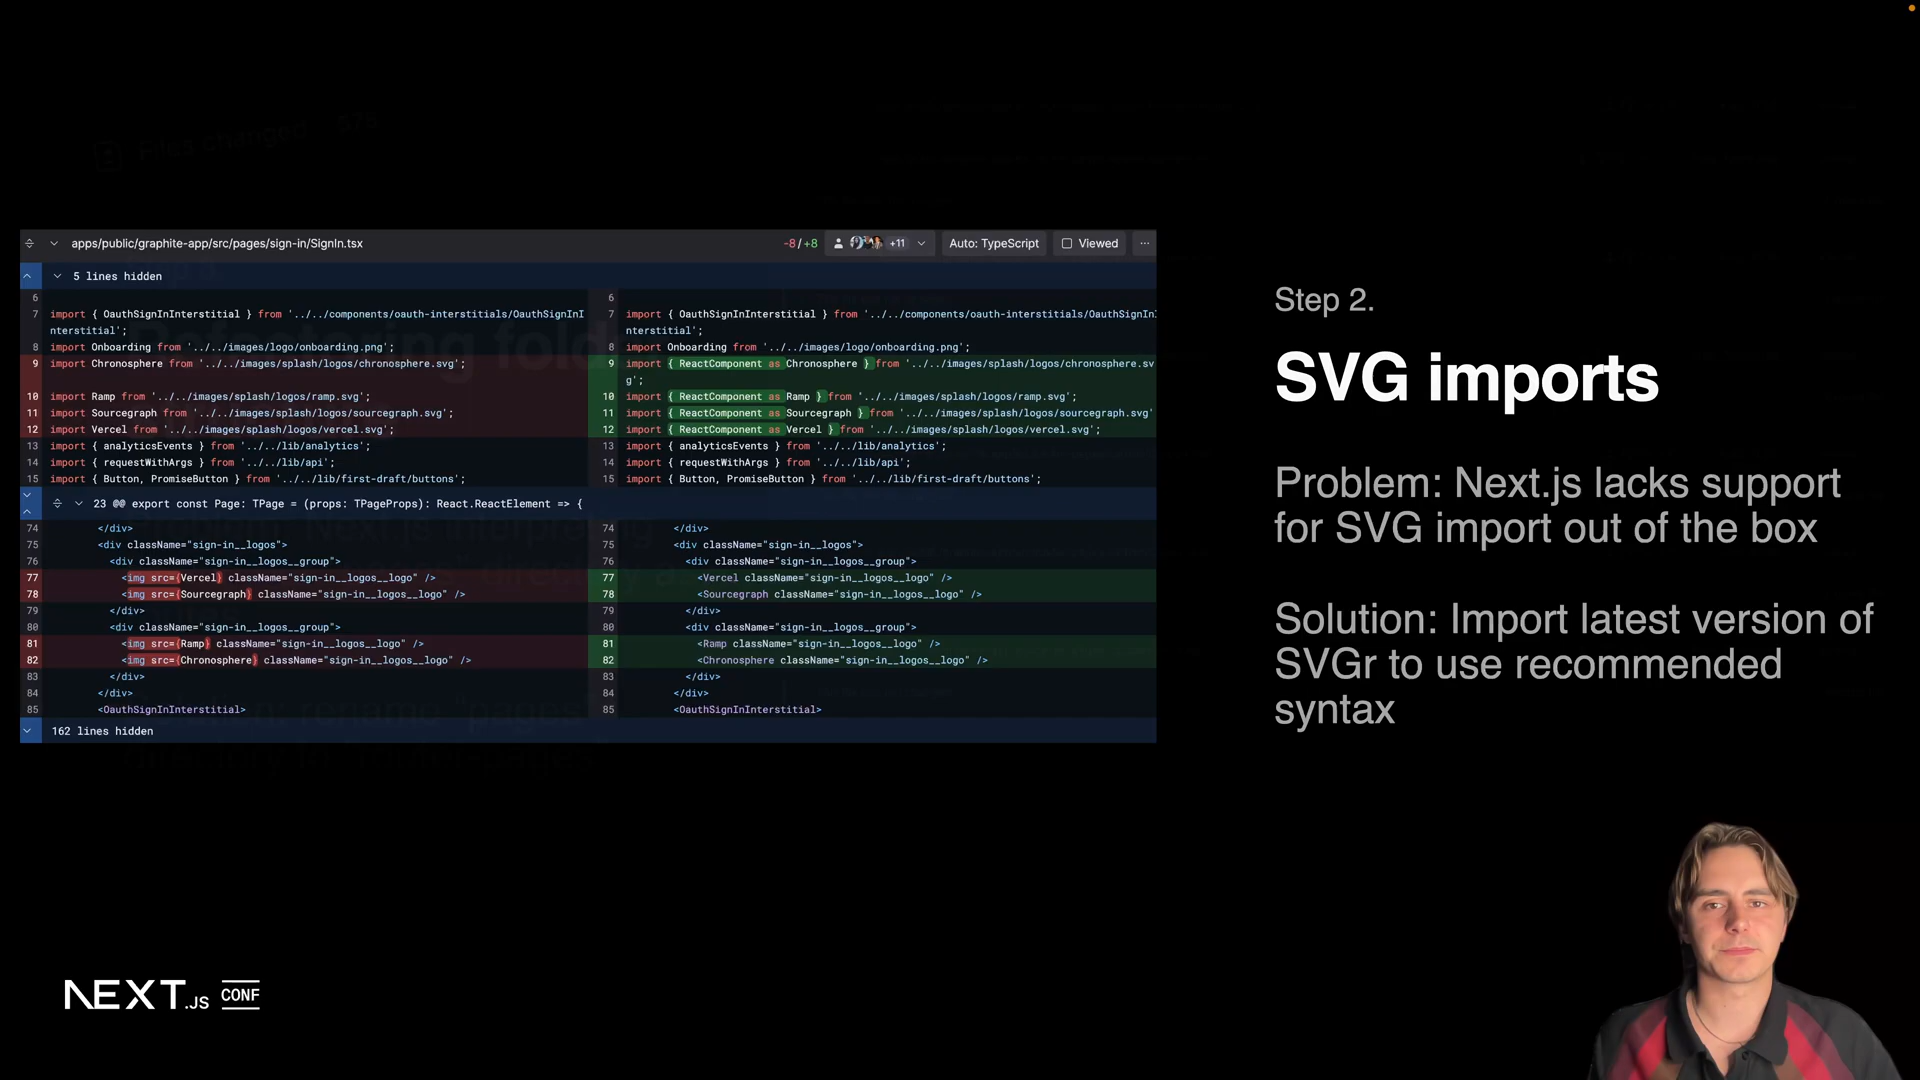 Files changed 375
apps/public/graphite-app/src/pages/sign-in/SignIn.tsx
-8/+8
+11
Auto: TypeScript
Viewed
5 lines hidden
6
7 import { OauthSignInInterstitial } from '../../components/oauth-interstitials/OauthSignInI
nterstitial';
8 import Onboarding from '../../images/logo/onboarding.png';
9 import Chronosphere from '../../images/splash/logos/chronosphere.svg';
10 import Ramp from '../../images/splash/logos/ramp.svg';
11 import Sourcegraph from '../../images/splash/logos/sourcegraph.svg';
12 import Vercel from '../../images/splash/logos/vercel.svg';
13 import { analyticsEvents } from '../../lib/analytics';
14 import { requestWithArgs } from '../../lib/api';
15 import { Button, PromiseButton } from '../../lib/first-draft/buttons';
6
7 import { OauthSignInInterstitial } from '../../components/oauth-interstitials/OauthSignIn
nterstitial';
8 import Onboarding from '../../images/logo/onboarding.png';
9 import { ReactComponent as Chronosphere } from '../../images/splash/logos/chronosphere.sv
g';
10 import { ReactComponent as Ramp } from '../../images/splash/logos/ramp.svg';
11 import { ReactComponent as Sourcegraph } from '../../images/splash/logos/sourcegraph.svg'
12 import { ReactComponent as Vercel } from '../../images/splash/logos/vercel.svg';
13 import { analyticsEvents } from '../../lib/analytics';
14 import { requestWithArgs } from '../../lib/api';
15 import { Button, PromiseButton } from '../../lib/first-draft/buttons';
23 @@ export const Page: TPage = (props: TPageProps): React.ReactElement => {
74 </div>
75 <div className="sign-in__logos">
76 <div className="sign-in__logos__group">
77 <img src={Vercel} className="sign-in__logos__logo" />
78 <img src={Sourcegraph} className="sign-in__logos__logo" />
79 </div>
80 <div className="sign-in__logos__group">
81 <img src={Ramp} className="sign-in__logos__logo" />
82 <img src={Chronosphere} className="sign-in__logos__logo" />
83 </div>
84 </div>
85 <OauthSignInInterstitial>
74 </div>
75 <div className="sign-in__logos">
76 <div className="sign-in__logos__group">
77 <Vercel className="sign-in__logos__logo" />
78 <Sourcegraph className="sign-in__logos__logo" />
79 </div>
80 <div className="sign-in__logos__group">
81 <Ramp className="sign-in__logos__logo" />
82 <Chronosphere className="sign-in__logos__logo" />
83 </div>
84 </div>
85 <OauthSignInInterstitial>
162 lines hidden
Step 2.
SVG imports
Problem: Next.js lacks support
for SVG import out of the box
Solution: Import latest version of
SVGr to use recommended
syntax
NEXT.JS CONF